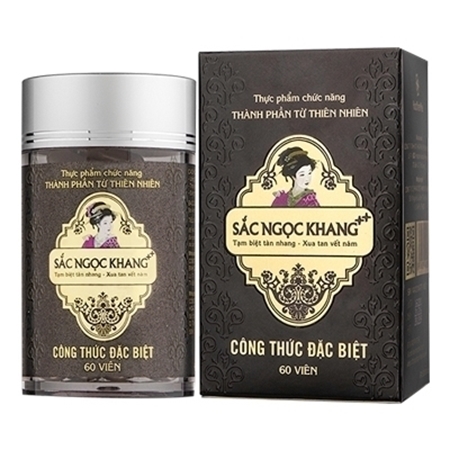 Thực phẩm chức năng
THÀNH PHẦN TỪ THIÊN NHIÊN
SẮC NGỌC KHANG++
Tạm biệt tàn nhang - Xua tan vết nám
CÔNG THỨC ĐẶC BIỆT
60 VIÊN
Thực phẩm chức năng
THÀNH PHẦN TỪ THIÊN NHIÊN
SẮC NGỌC KHANG++
Tạm biệt tàn nhang - Xua tan vết nám
CÔNG THỨC ĐẶC BIỆT
60 VIÊN